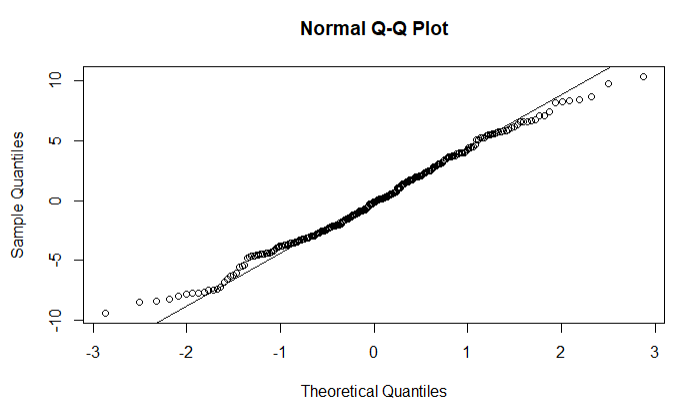 Normal Q-Q Plot
Sample Quantiles
10
5
0
-5
-10
-3 -2 -1 0 1 2 3
Theoretical Quantiles